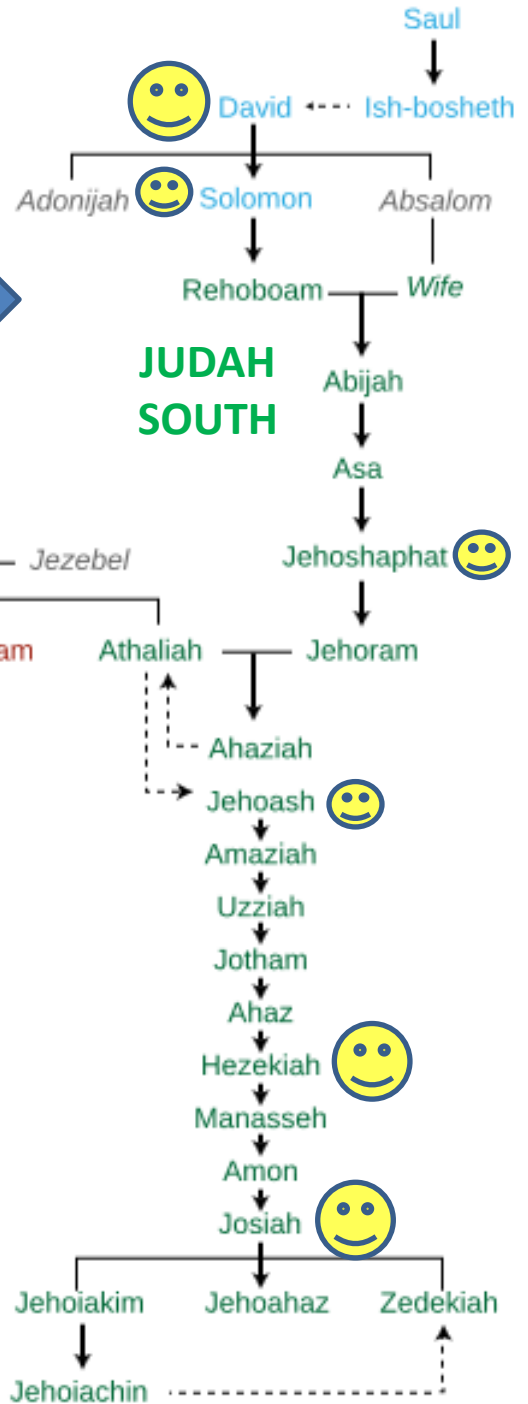 Saul
David Ish-bosheth
Adonijah Solomon Absalom
Rehoboam Wife
JUDAH
SOUTH
Abijah
Asa
Jezebel Jehoshaphat
am Athaliah Jehoram
Ahaziah
Jehoash
Amaziah
Uzziah
Jotham
Ahaz
Hezekiah
Manasseh
Amon
Josiah
Jehoiakim Jehoahaz Zedekiah
Jehoiachin